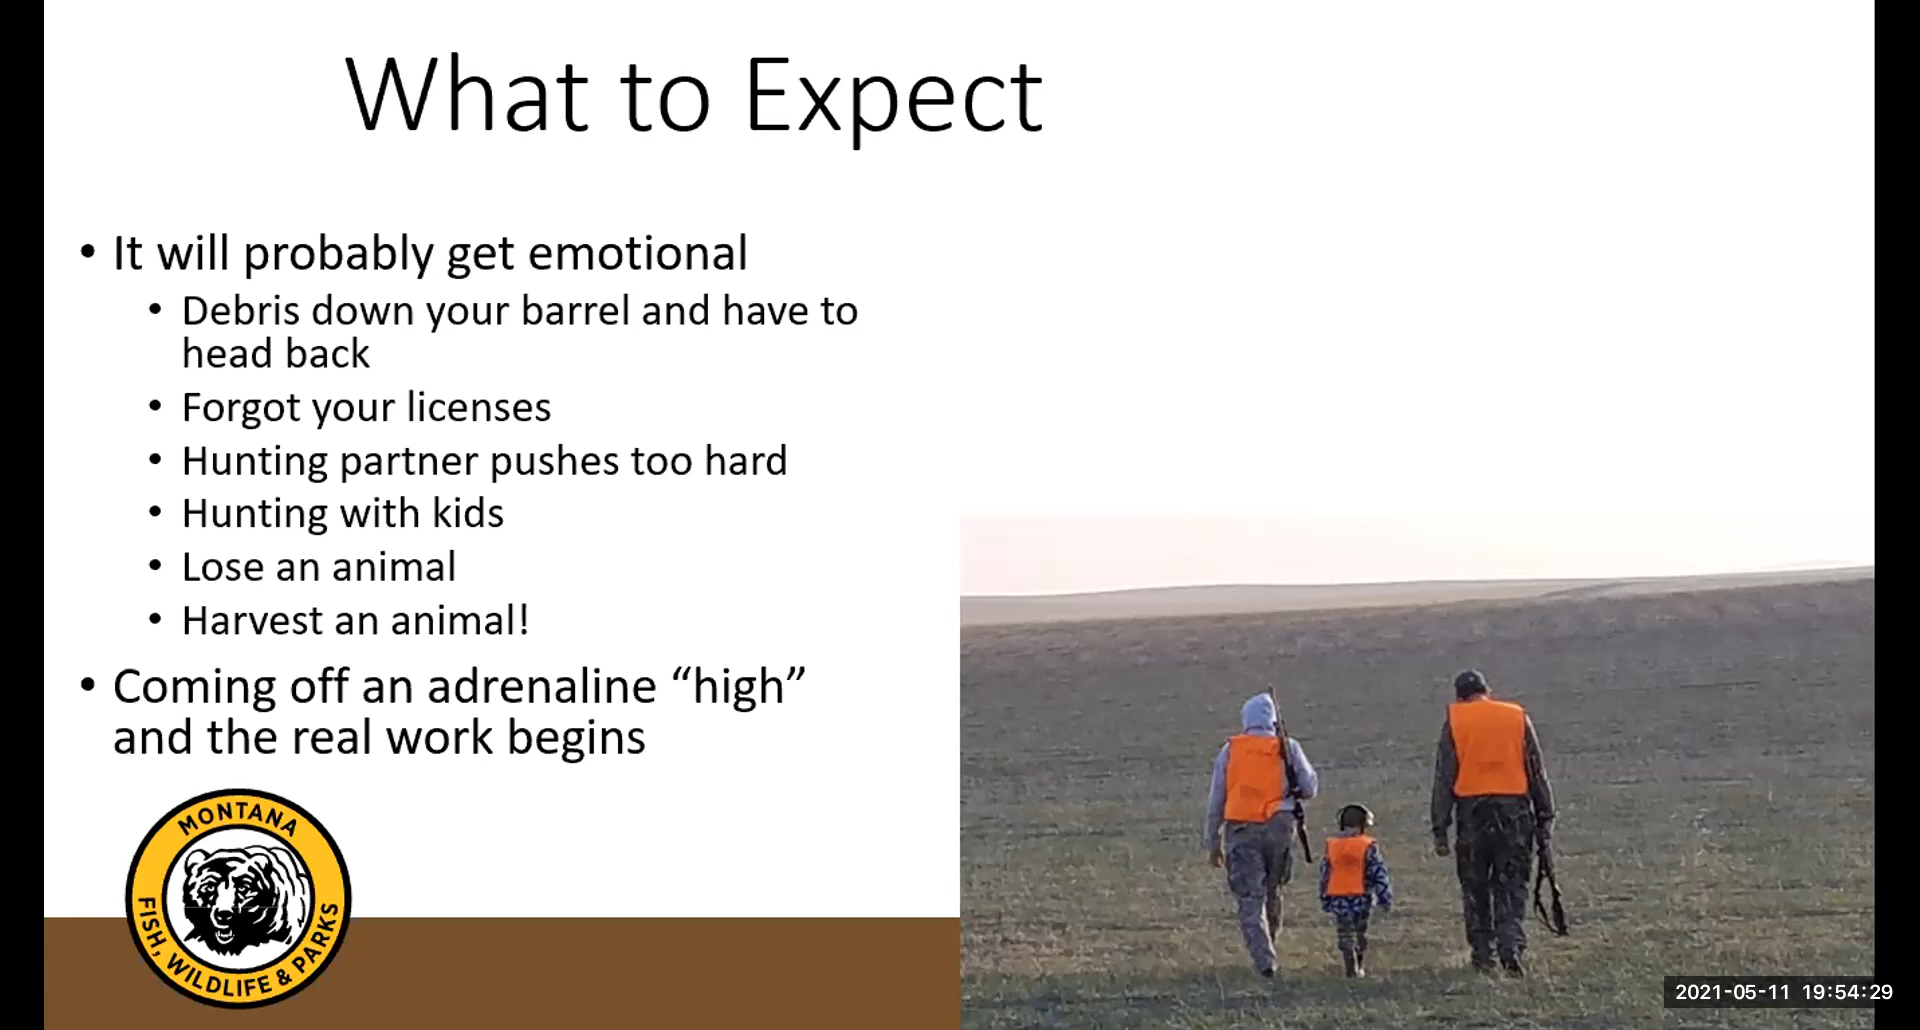 What to Expect
• It will probably get emotional
• Debris down your barrel and have to
head back
• Forgot your licenses
• Hunting partner pushes too hard
• Hunting with kids
• Lose an animal
• Harvest an animal!
• Coming off an adrenaline “high”
and the real work begins
MONTANA
FISH, WILDLIFE & PARKS
2021-05-11 19:54:29